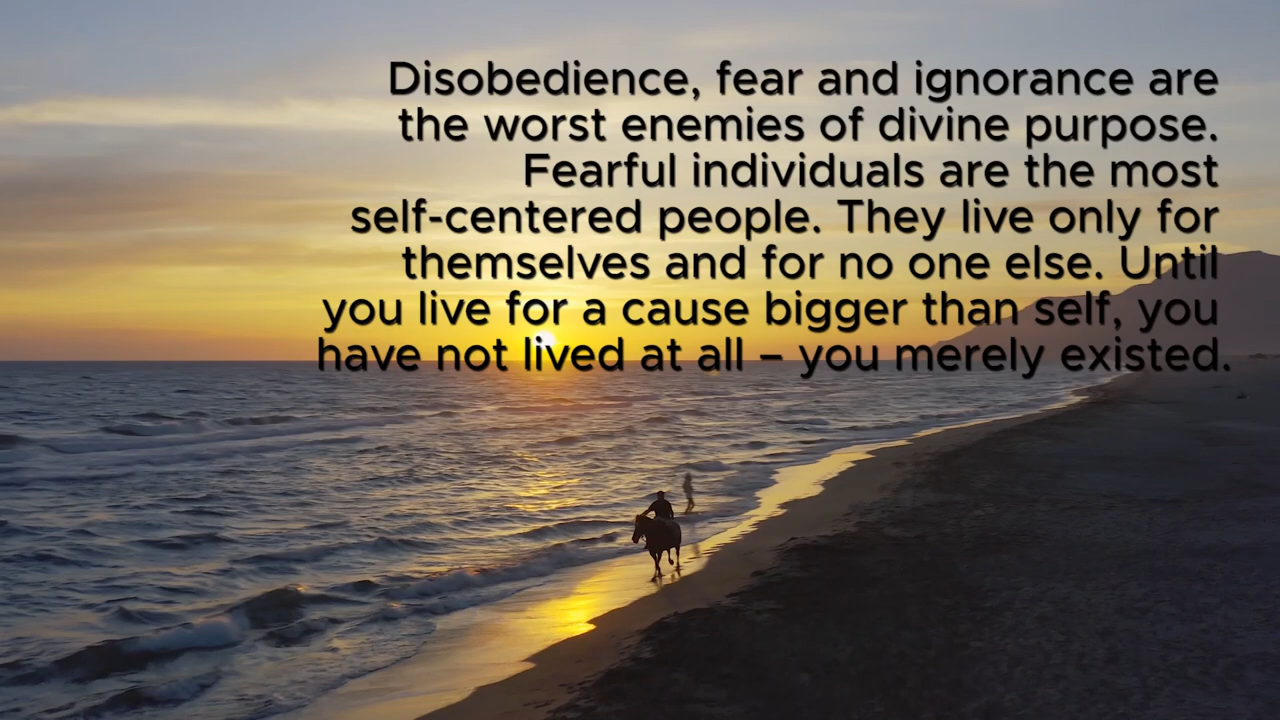 Disobedience, fear and ignorance are
the worst enemies of divine purpose.
Fearful individuals are the most
self-centered people. They live only for
themselves and for no one else. Until
you live for a cause bigger than self, you
have not lived at all – you merely existed.